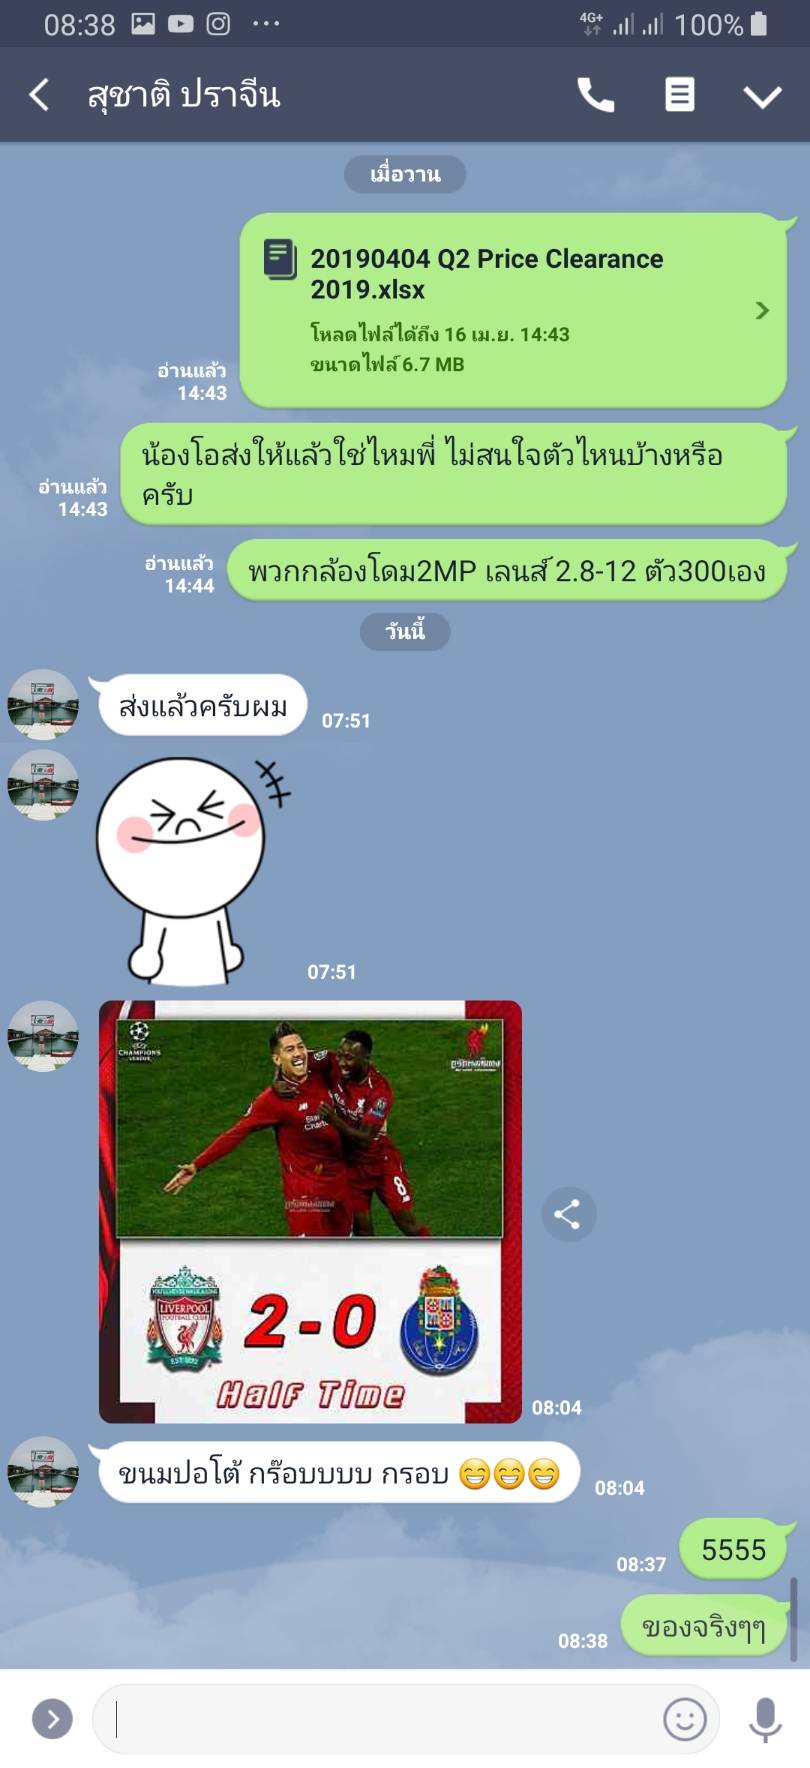 08:38
4G+
100%
สุชาติ ปราจีน
เมื่อวาน
20190404 Q2 Price Clearance
2019.xlsx
โหลดไฟล์ได้ถึง 16 เม.ย. 14:43
ขนาดไฟล์ 6.7 MB
อ่านแล้ว
14:43
น้องโอส่งให้แล้วใช่ไหมพี่ ไม่สนใจตัวไหนบ้างหรือ
ครับ
อ่านแล้ว
14:43
พวกกล้องโดม2MP เลนส์ 2.8-12 ตัว300เอง
อ่านแล้ว
14:44
วันนี้
ส่งแล้วครับผม
07:51
07:51
CHAMPIONS
LEAGUE
8
LIVERPOOL
FOOTBALL CLUB
EST 1892
2-0
Half Time
08:04
ขนมปอโต้ กร๊อบบบบ กรอบ 😁😁😁
08:04
5555
08:37
ของจริงๆๆ
08:38